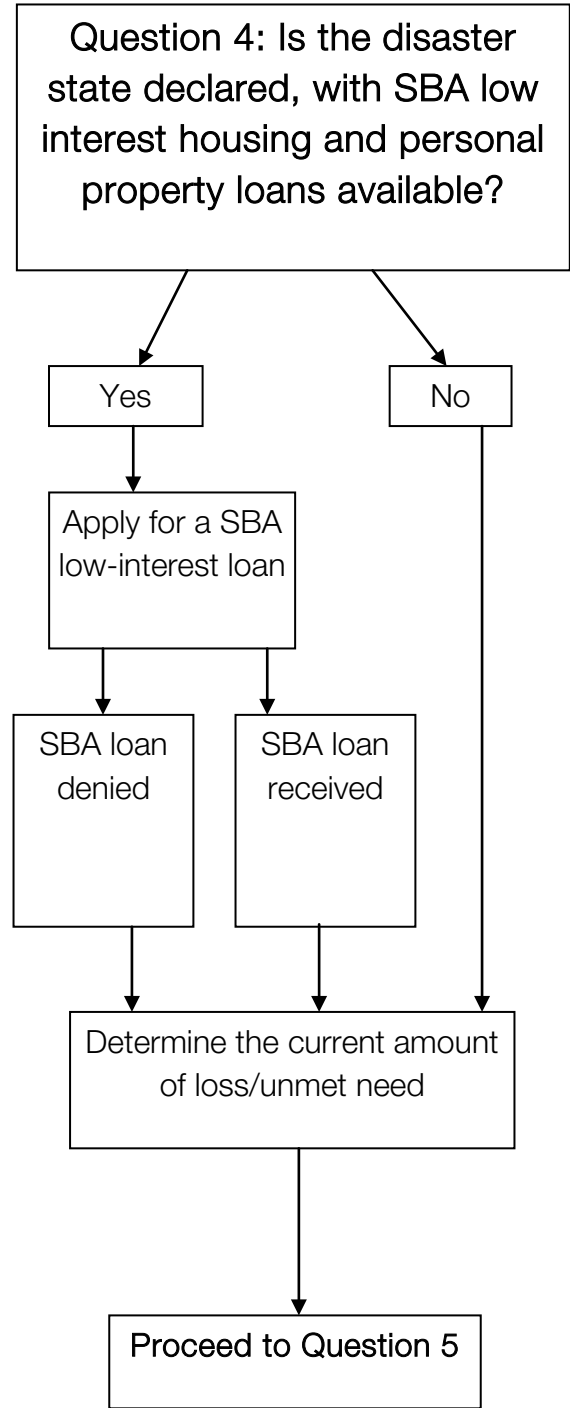 Question 4: Is the disaster
state declared, with SBA low
interest housing and personal
property loans available?
Yes
No
Apply for a SBA
low-interest loan
SBA loan
denied
SBA loan
received
Determine the current amount
of loss/unmet need
Proceed to Question 5